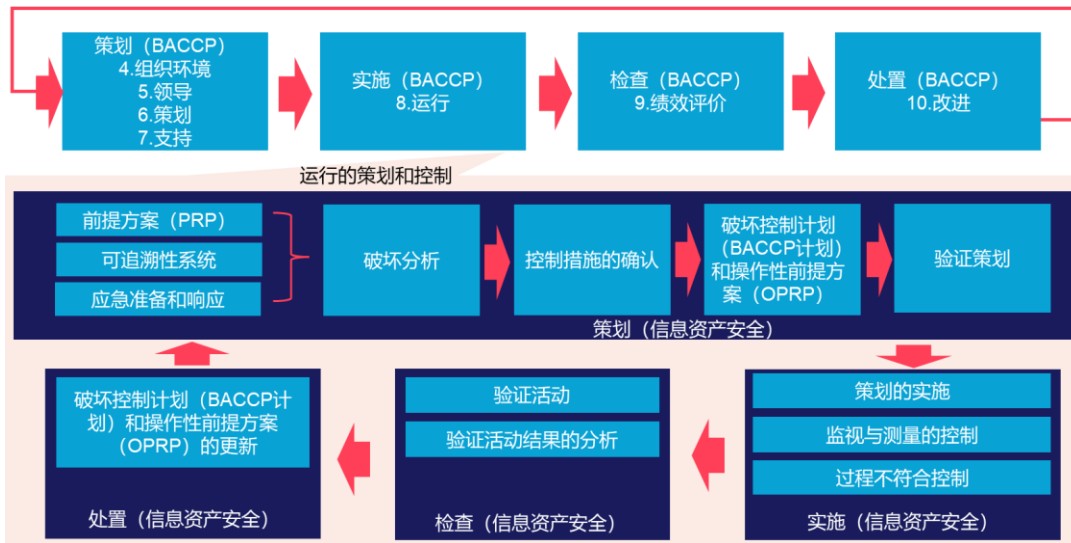 策划（BACCP）
4.组织环境
5.领导
6.策划
7.支持
实施（BACCP）
8.运行
检查（BACCP）
9.绩效评价
处置（BACCP）
10.改进
运行的策划和控制
前提方案（PRP）
可追溯性系统
应急准备和响应
破坏分析
控制措施的确认
破坏控制计划
（BACCP计划）
和操作性前提方
案（OPRP）
验证策划
策划（信息资产安全）
破坏控制计划（BACCP计
划）和操作性前提方案
（OPRP）的更新
处置（信息资产安全）
验证活动
验证活动结果的分析
检查（信息资产安全）
策划的实施
监视与测量的控制
过程不符合控制
实施（信息资产安全）